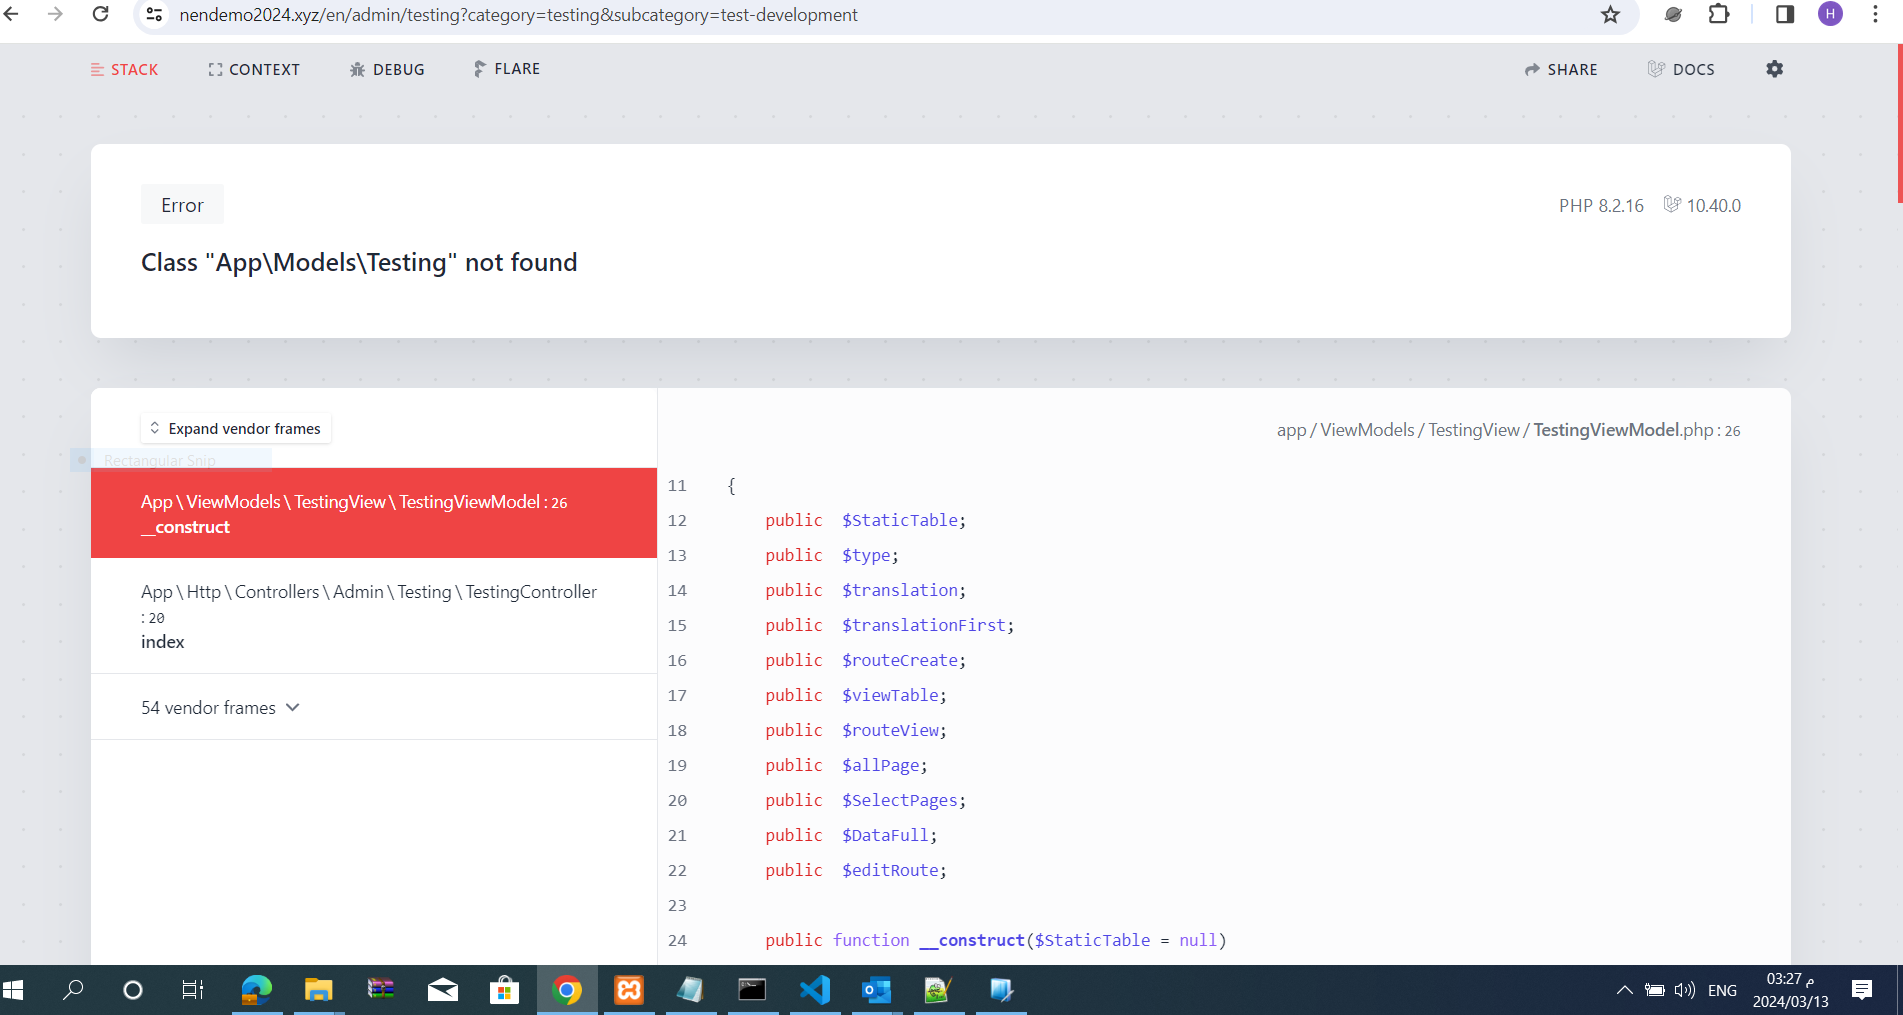 nendemo2024.xyz/en/admin/testing?category=testing&subcategory=test-development
H
STACK
CONTEXT
DEBUG
FLARE
SHARE
DOCS
Error
PHP 8.2.16
10.40.0
Class "App\Models\Testing" not found
Expand vendor frames
Rectangular Snip
App \ ViewModels \ TestingView \ TestingViewModel : 26
__construct
App \ Http \ Controllers \ Admin \ Testing \ TestingController
: 20
index
54 vendor frames
app / ViewModels / TestingView / TestingViewModel.php : 26
11 {
12 public $StaticTable;
13 public $type;
14 public $translation;
15 public $translationFirst;
16 public $routeCreate;
17 public $viewTable;
18 public $routeView;
19 public $allPage;
20 public $SelectPages;
21 public $DataFull;
22 public $editRoute;
23
24 public function __construct($StaticTable = null)
ENG
03:27 م
2024/03/13